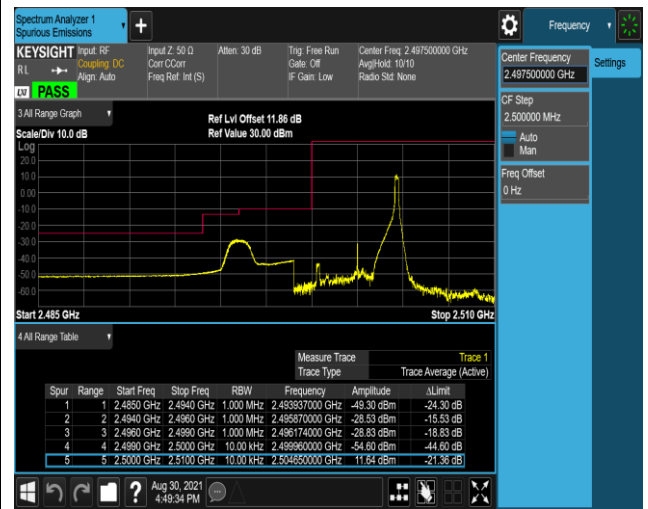 Spectrum Analyzer 1
Spurious Emissions
Frequency
KEYSIGHT Input: RF Input Z: 50 Ω Atten: 30 dB Trig: Free Run Center Freq: 2.497500000 GHz
RL Coupling: DC Corr CCorr Gate: Off Avg|Hold: 10/10
Align: Auto Freq Ref: Int (S) IF Gain: Low Radio Std: None
LXI PASS
Center Frequency
2.497500000 GHz
Settings
CF Step
2.500000 MHz
Auto
Man
Freq Offset
0 Hz
3 All Range Graph
Ref Lvl Offset 11.86 dB
Scale/Div 10.0 dB Ref Value 30.00 dBm
Log
20.0
10.0
0.00
-10.0
-20.0
-30.0
-40.0
-50.0
-60.0
Start 2.485 GHz Stop 2.510 GHz
4 All Range Table
Measure Trace Trace 1
Trace Type Trace Average (Active)
Spur Range Start Freq Stop Freq RBW Frequency Amplitude ΔLimit
1 1 2.4850 GHz 2.4940 GHz 1.000 MHz 2.493937000 GHz -49.30 dBm -24.30 dB
2 2 2.4940 GHz 2.4960 GHz 1.000 MHz 2.495870000 GHz -28.53 dBm -15.53 dB
3 3 2.4960 GHz 2.4990 GHz 1.000 MHz 2.496174000 GHz -28.83 dBm -18.83 dB
4 4 2.4990 GHz 2.5000 GHz 10.00 kHz 2.499960000 GHz -54.60 dBm -44.60 dB
5 5 2.5000 GHz 2.5100 GHz 10.00 kHz 2.504650000 GHz 11.64 dBm -21.36 dB
Aug 30, 2021
4:49:34 PM